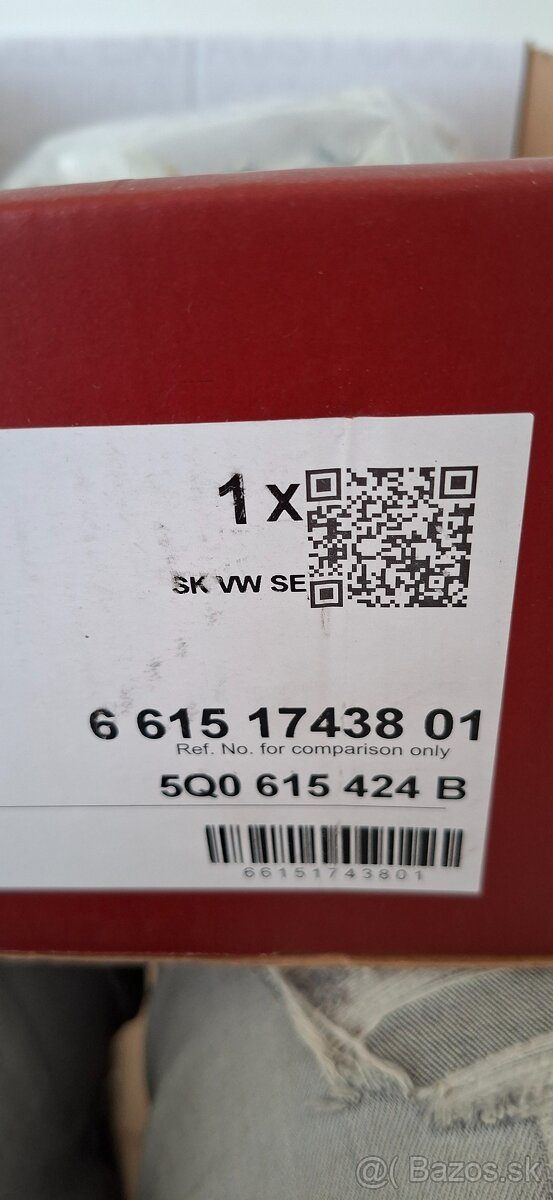 1 x
SK VW SE
6 615 17438 01
Ref. No. for comparison only
5Q0 615 424 B
66151743801
@( Bazos.sk